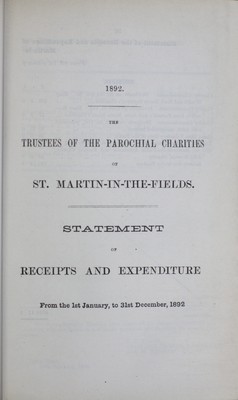 1892.
THE
TRUSTEES OF THE PAROCHIAL CHARITIES
OF
ST. MARTIN-IN-THE-FIELDS.
STATEMENT
OF
RECEIPTS AND EXPENDITURE
From the 1st January, to 31st December, 1892